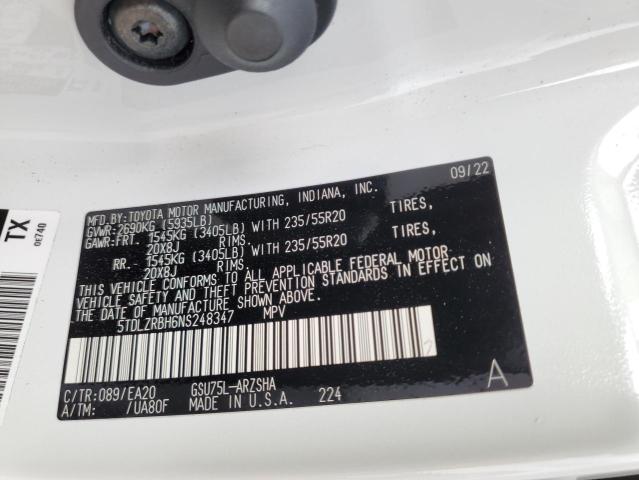 09/22
MFD.BY:TOYOTA MOTOR MANUFACTURING, INDIANA, INC.
GVWR:2690KG (5935LB)
GAWR:FRT. 1545KG (3405LB) WITH 235/55R20 TIRES,
20X8J RIMS,
RR. 1545KG (3405LB) WITH 235/55R20 TIRES,
20X8J RIMS.
THIS VEHICLE CONFORMS TO ALL APPLICABLE FEDERAL MOTOR
VEHICLE SAFETY AND THEFT PREVENTION STANDARDS IN EFFECT ON
THE DATE OF MANUFACTURE SHOWN ABOVE.
5TDLZRBH6NS248347 MPV
C/TR:089/EA20 GSU75L-ARZSHA A
A/TM: /UA80F MADE IN U.S.A. 224
TX
0E740